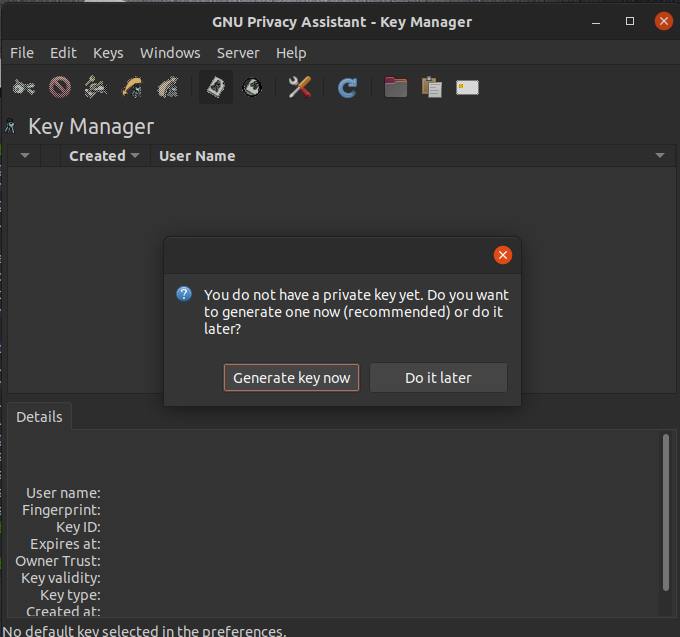 GNU Privacy Assistant - Key Manager
File Edit Keys Windows Server Help
Key Manager
Created User Name
You do not have a private key yet. Do you want
to generate one now (recommended) or do it
later?
Generate key now Do it later
Details
User name:
Fingerprint:
Key ID:
Expires at:
Owner Trust:
Key validity:
Key type:
Created at:
No default key selected in the preferences.